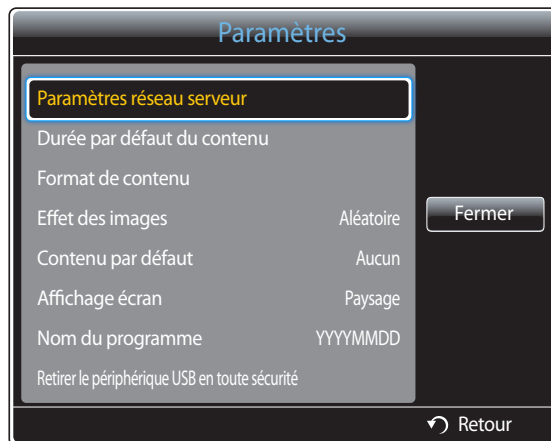 Paramètres
Paramètres réseau serveur
Durée par défaut du contenu
Format de contenu
Effet des images Aléatoire
Contenu par défaut Aucun
Affichage écran Paysage
Nom du programme YYYYMMDD
Retirer le périphérique USB en toute sécurité
Fermer
Retour